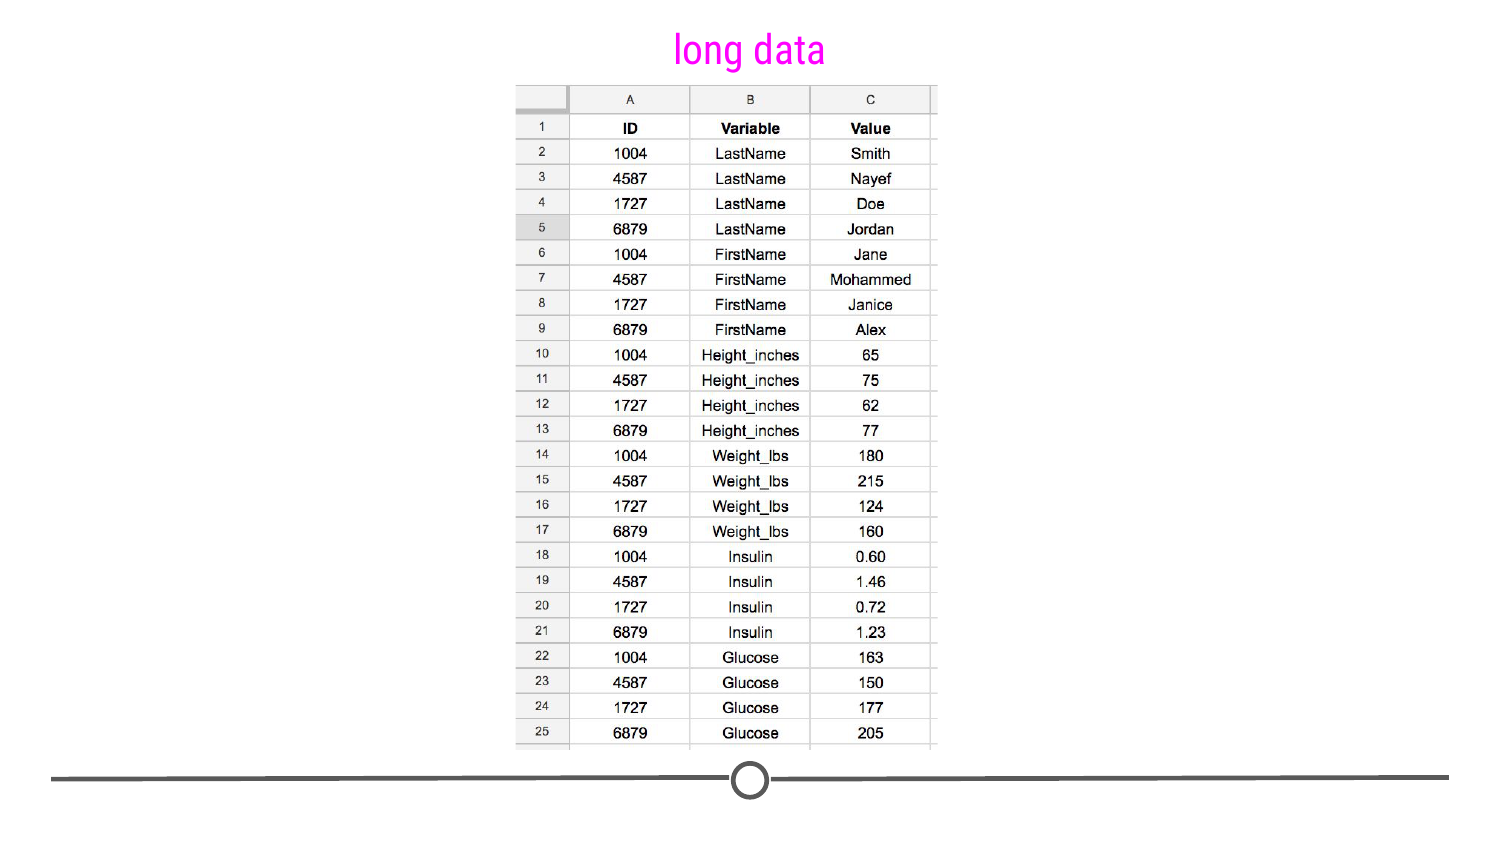 long data
A B C
1 ID Variable Value
2 1004 LastName Smith
3 4587 LastName Nayef
4 1727 LastName Doe
5 6879 LastName Jordan
6 1004 FirstName Jane
7 4587 FirstName Mohammed
8 1727 FirstName Janice
9 6879 FirstName Alex
10 1004 Height_inches 65
11 4587 Height_inches 75
12 1727 Height_inches 62
13 6879 Height_inches 77
14 1004 Weight_lbs 180
15 4587 Weight_lbs 215
16 1727 Weight_lbs 124
17 6879 Weight_lbs 160
18 1004 Insulin 0.60
19 4587 Insulin 1.46
20 1727 Insulin 0.72
21 6879 Insulin 1.23
22 1004 Glucose 163
23 4587 Glucose 150
24 1727 Glucose 177
25 6879 Glucose 205